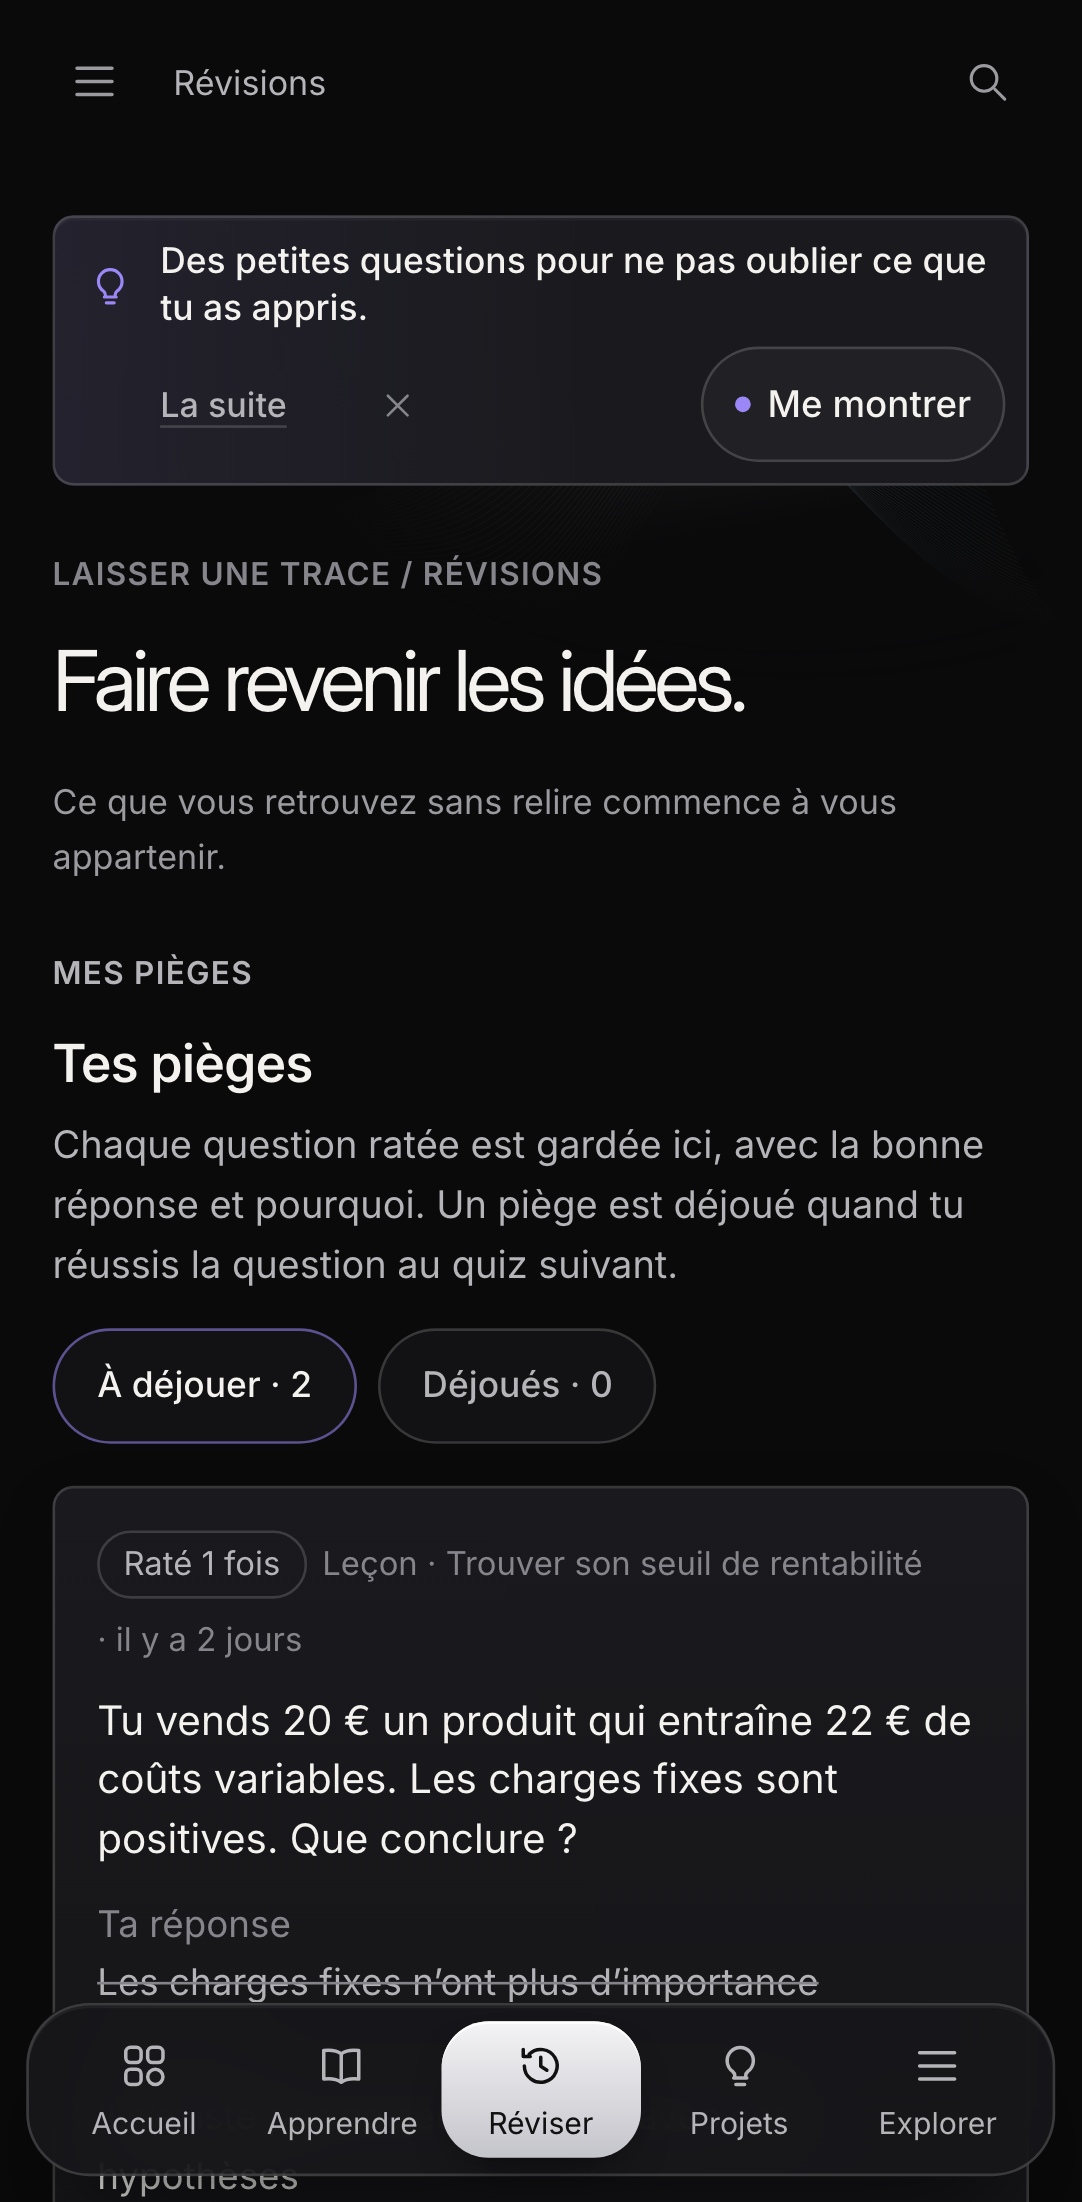 Révisions
Des petites questions pour ne pas oublier ce que
tu as appris.
La suite
Me montrer
LAISSER UNE TRACE / RÉVISIONS
Faire revenir les idées.
Ce que vous retrouvez sans relire commence à vous
appartenir.
MES PIÈGES
Tes pièges
Chaque question ratée est gardée ici, avec la bonne
réponse et pourquoi. Un piège est déjoué quand tu
réussis la question au quiz suivant.
À déjouer · 2
Déjoués · 0
Raté 1 fois
Leçon · Trouver son seuil de rentabilité
· il y a 2 jours
Tu vends 20 € un produit qui entraîne 22 € de
coûts variables. Les charges fixes sont
positives. Que conclure ?
Ta réponse
Les charges fixes n’ont plus d’importance
Accueil
Apprendre
Réviser
Projets
Explorer
hypothèses